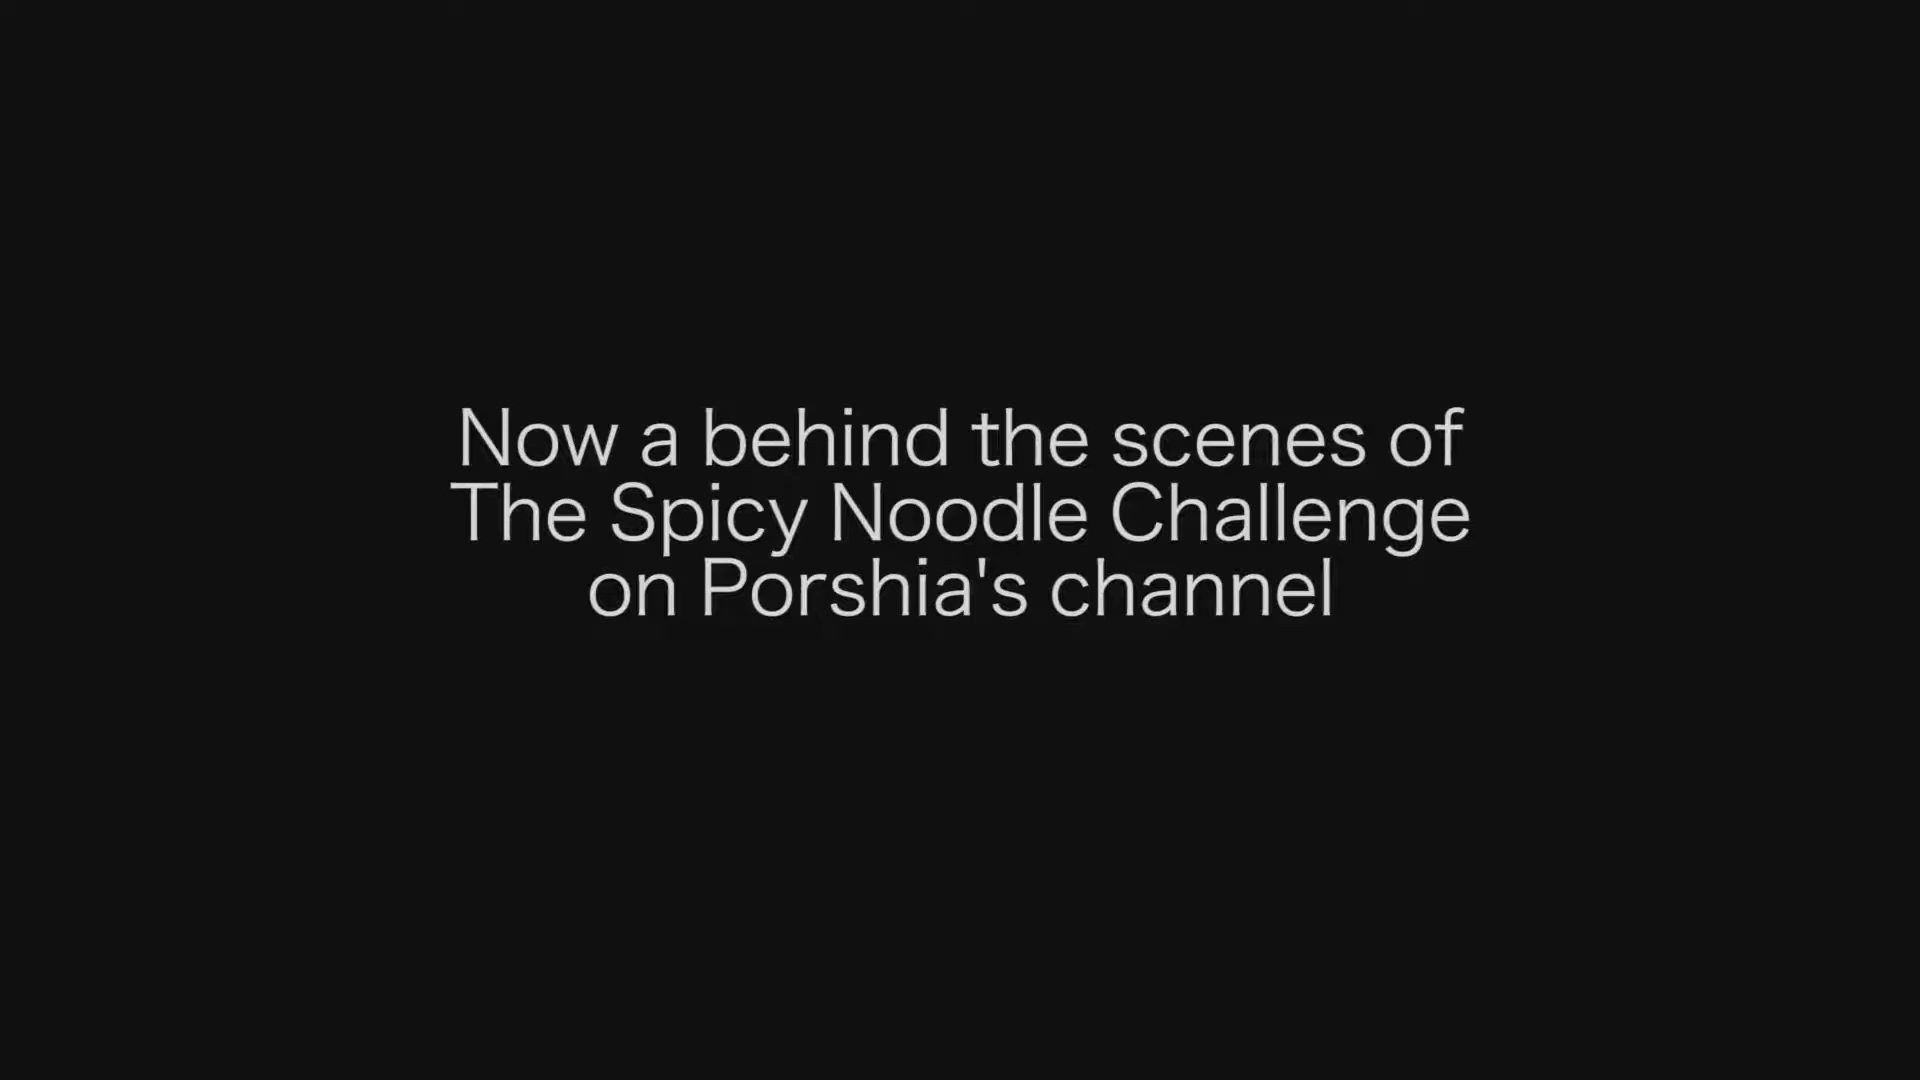 Now a behind the scenes of
The Spicy Noodle Challenge
on Porshia's channel